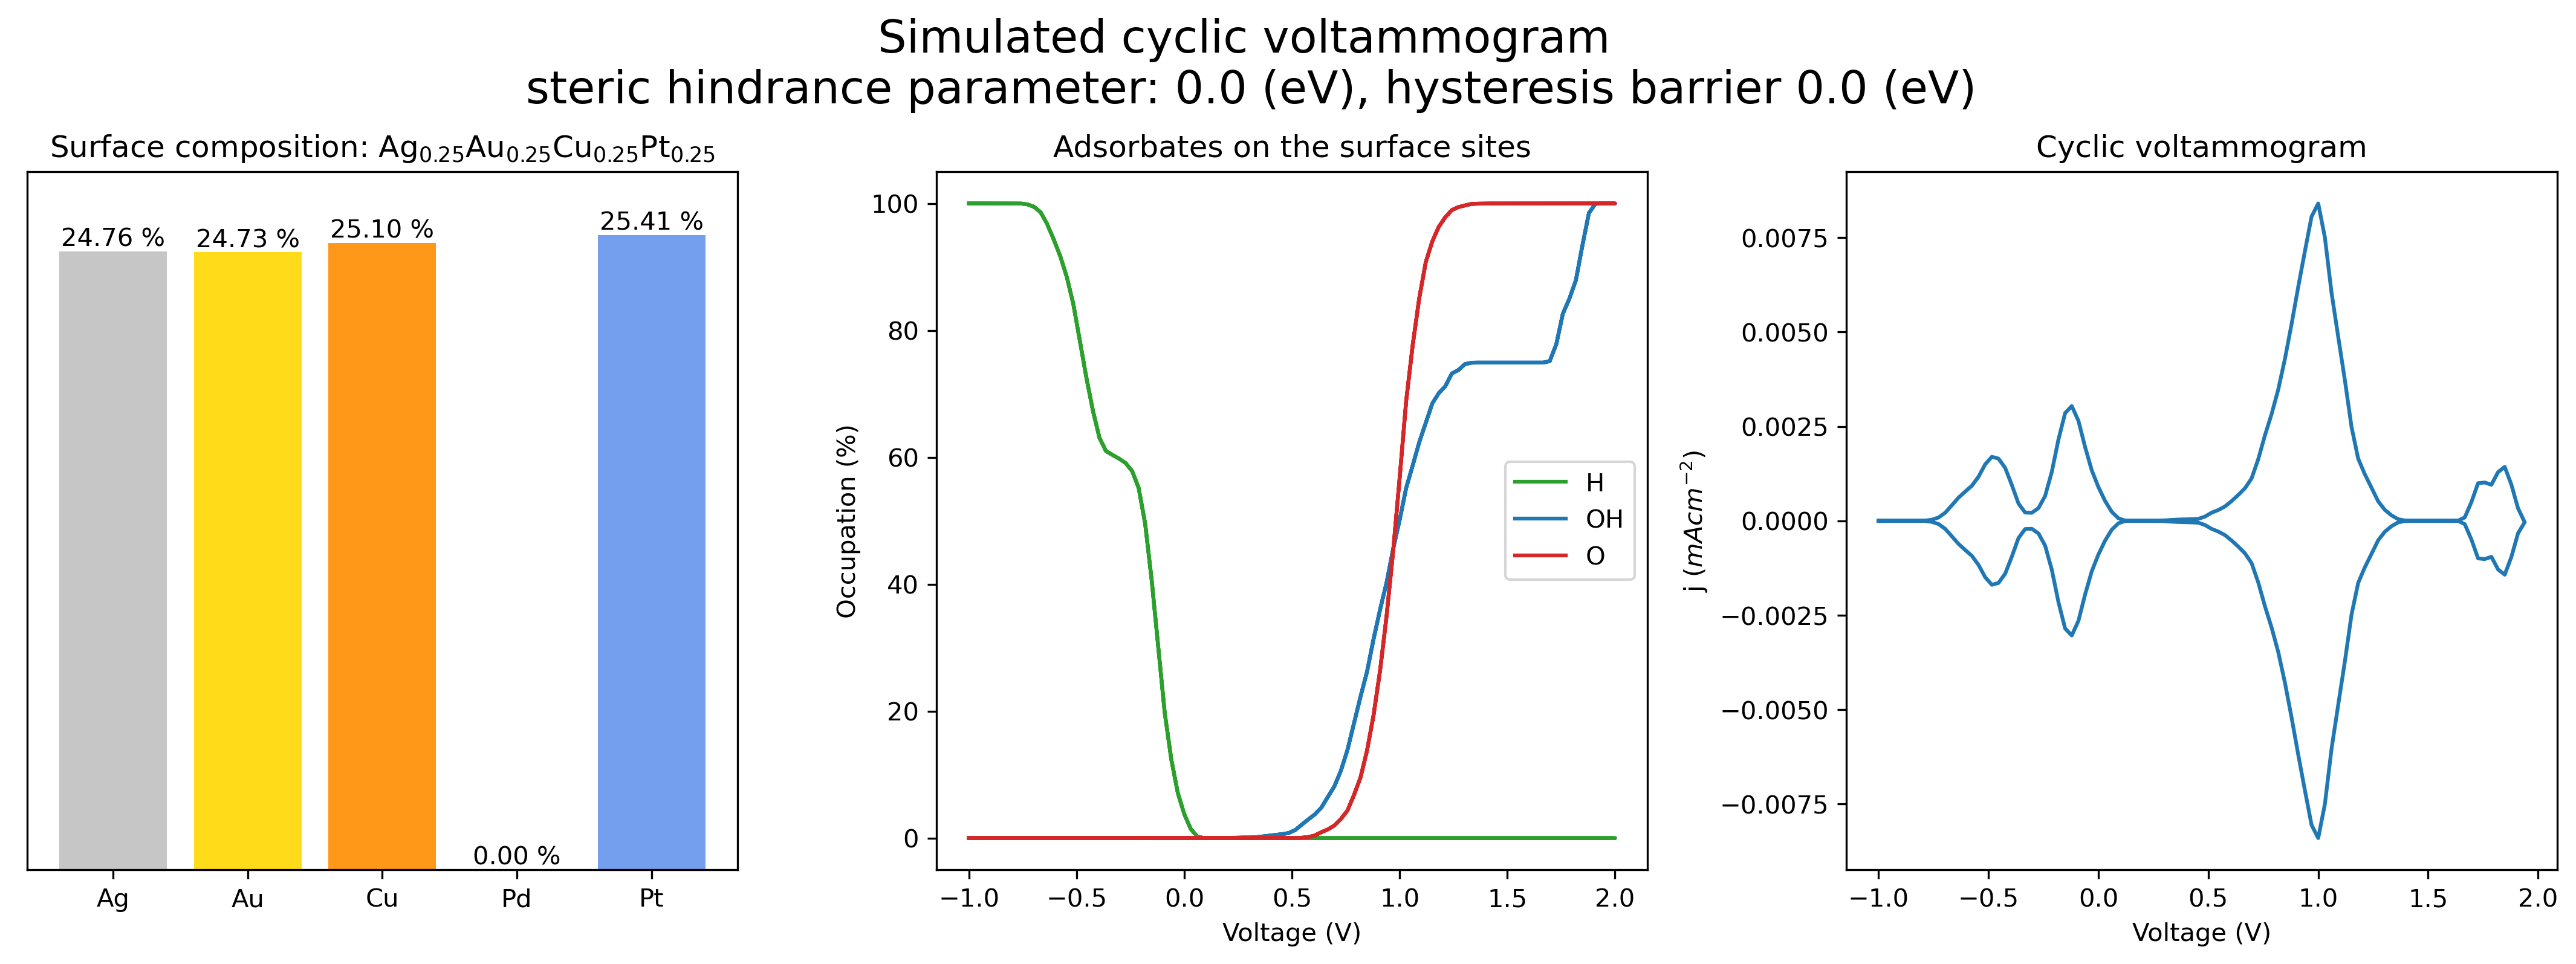 Simulated cyclic voltammogram
steric hindrance parameter: 0.0 (eV), hysteresis barrier 0.0 (eV)
Surface composition: Ag0.25Au0.25Cu0.25Pt0.25
24.76 %
24.73 %
25.10 %
0.00 %
25.41 %
Ag
Au
Cu
Pd
Pt
Adsorbates on the surface sites
Occupation (%)
100
80
60
40
20
0
H
OH
O
−1.0
−0.5
0.0
0.5
1.0
1.5
2.0
Voltage (V)
Cyclic voltammogram
j (mAcm−2)
0.0075
0.0050
0.0025
0.0000
−0.0025
−0.0050
−0.0075
−1.0
−0.5
0.0
0.5
1.0
1.5
2.0
Voltage (V)